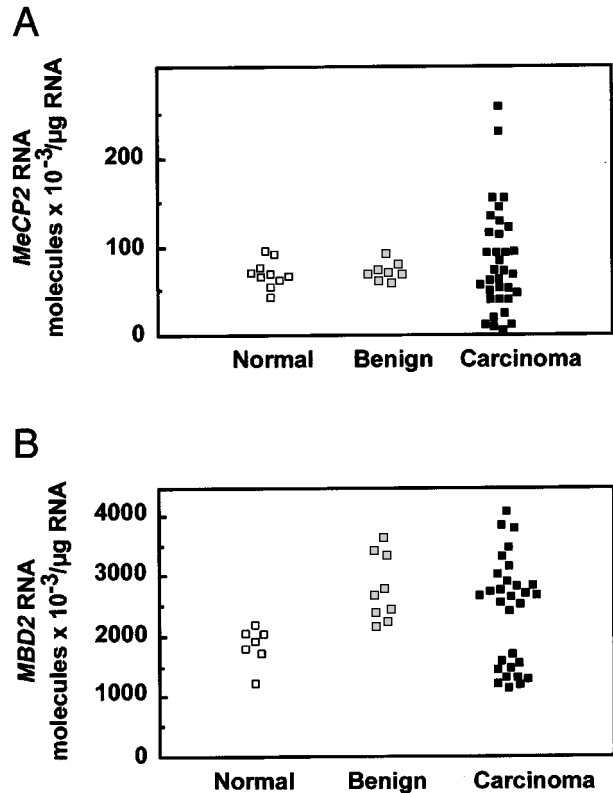 A
MeCP2 RNA
molecules x 10⁻³/µg RNA
200
100
0
Normal Benign Carcinoma
B
MBD2 RNA
molecules x 10⁻³/µg RNA
4000
3000
2000
1000
0
Normal Benign Carcinoma